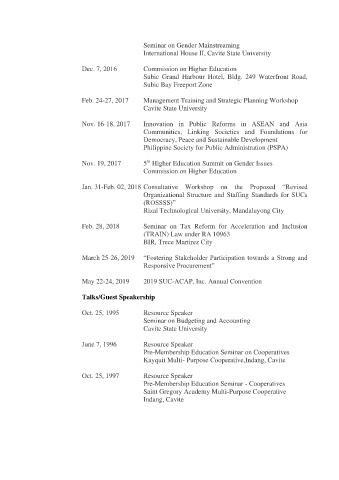 Seminar on Gender Mainstreaming
International House II, Cavite State University
Dec. 7, 2016 Commission on Higher Education
Subic Grand Harbour Hotel, Bldg. 249 Waterfront Road,
Subic Bay Freeport Zone
Feb. 24-27, 2017 Management Training and Strategic Planning Workshop
Cavite State University
Nov. 16-18, 2017 Innovation in Public Reforms in ASEAN and Asia
Communities, Linking Societies and Foundations for
Democracy, Peace and Sustainable Development
Philippine Society for Public Administration (PSPA)
Nov. 19, 2017 5th Higher Education Summit on Gender Issues
Commission on Higher Education
Jan. 31-Feb. 02, 2018 Consultative Workshop on the Proposed “Revised
Organizational Structure and Staffing Standards for SUCs
(ROSSSS)”
Rizal Technological University, Mandaluyong City
Feb. 28, 2018 Seminar on Tax Reform for Acceleration and Inclusion
(TRAIN) Law under RA 10963
BIR, Trece Martirez City
March 25-26, 2019 “Fostering Stakeholder Participation towards a Strong and
Responsive Procurement”
May 22-24, 2019 2019 SUC-ACAP, Inc. Annual Convention
Talks/Guest Speakership
Oct. 25, 1995 Resource Speaker
Seminar on Budgeting and Accounting
Cavite State University
June 7, 1996 Resource Speaker
Pre-Membership Education Seminar on Cooperatives
Kayquit Multi- Purpose Cooperative,Indang, Cavite
Oct. 25, 1997 Resource Speaker
Pre-Membership Education Seminar - Cooperatives
Saint Gregory Academy Multi-Purpose Cooperative
Indang, Cavite